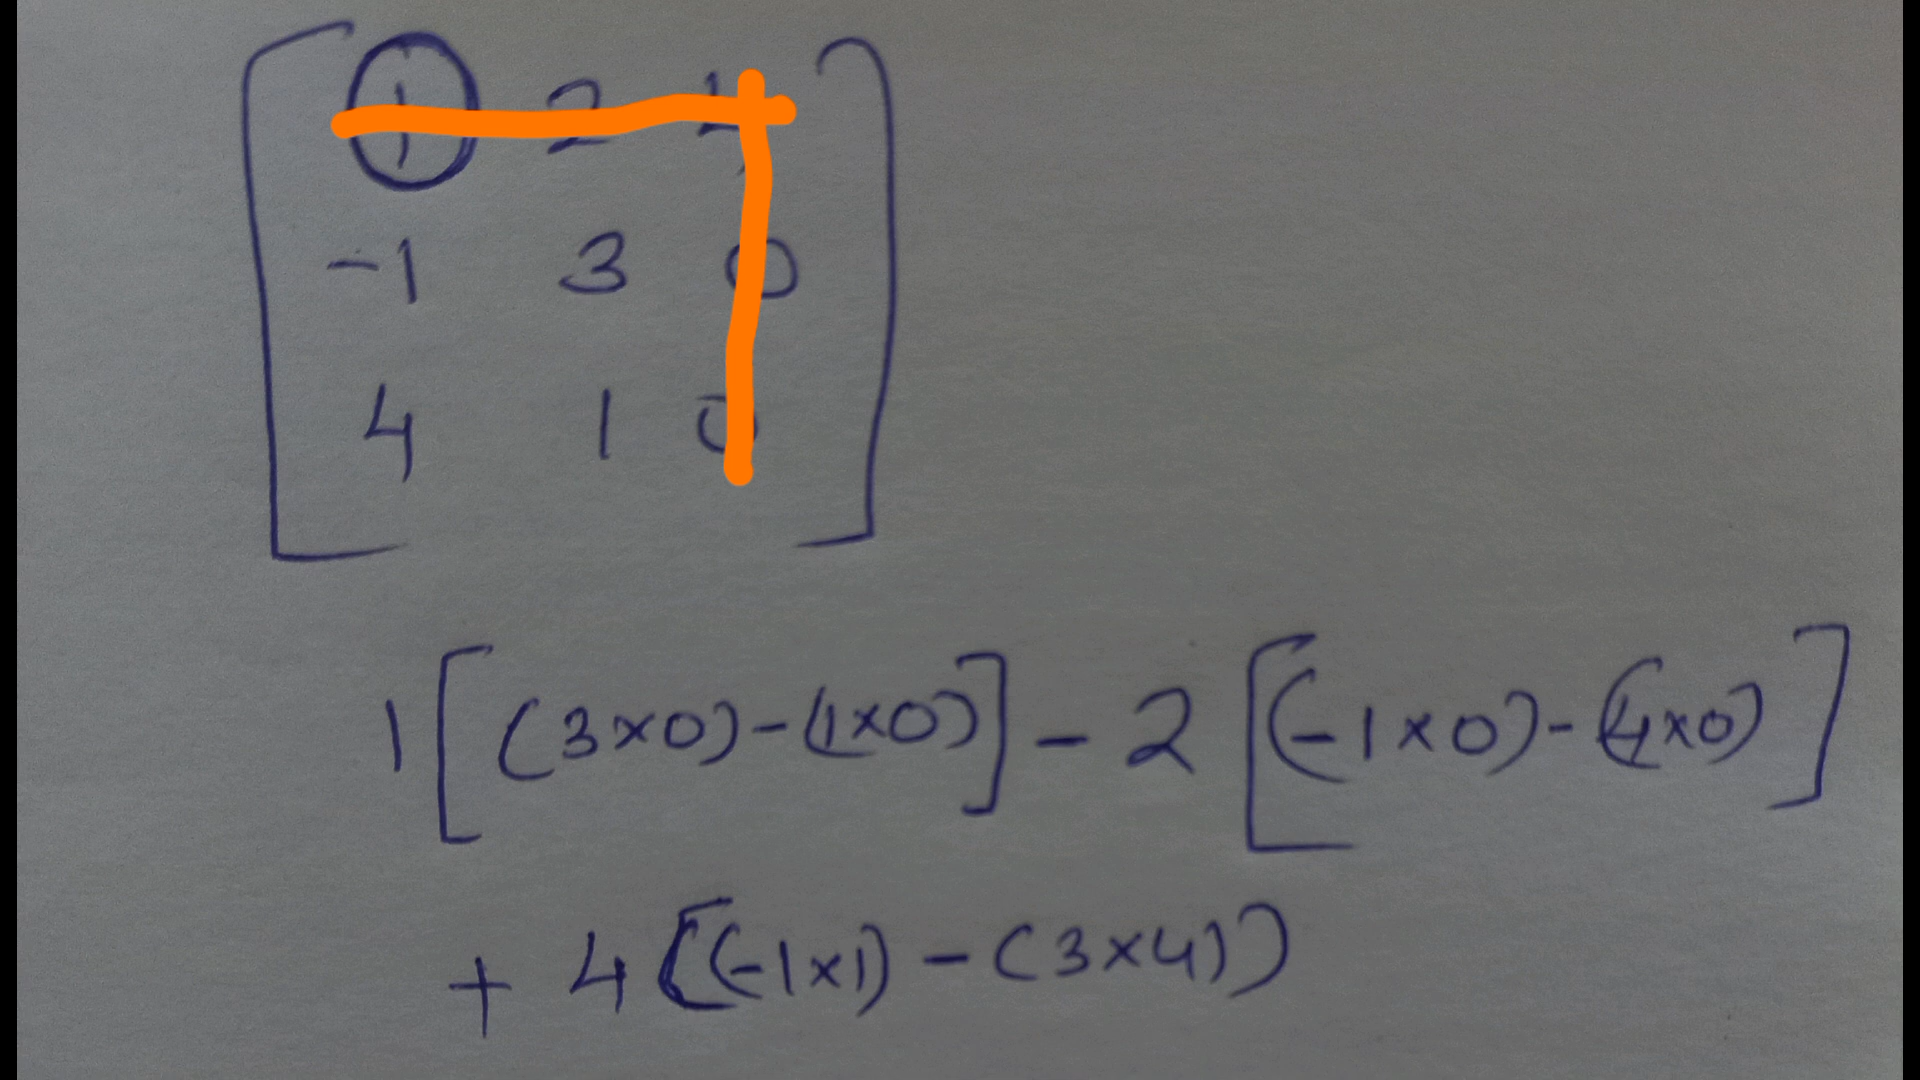 1 2 4
-1 3 0
4 1 0
1[(3×0)-(1×0)] - 2[(-1×0)-(4×0)]
+ 4[(-1×1) - (3×4))